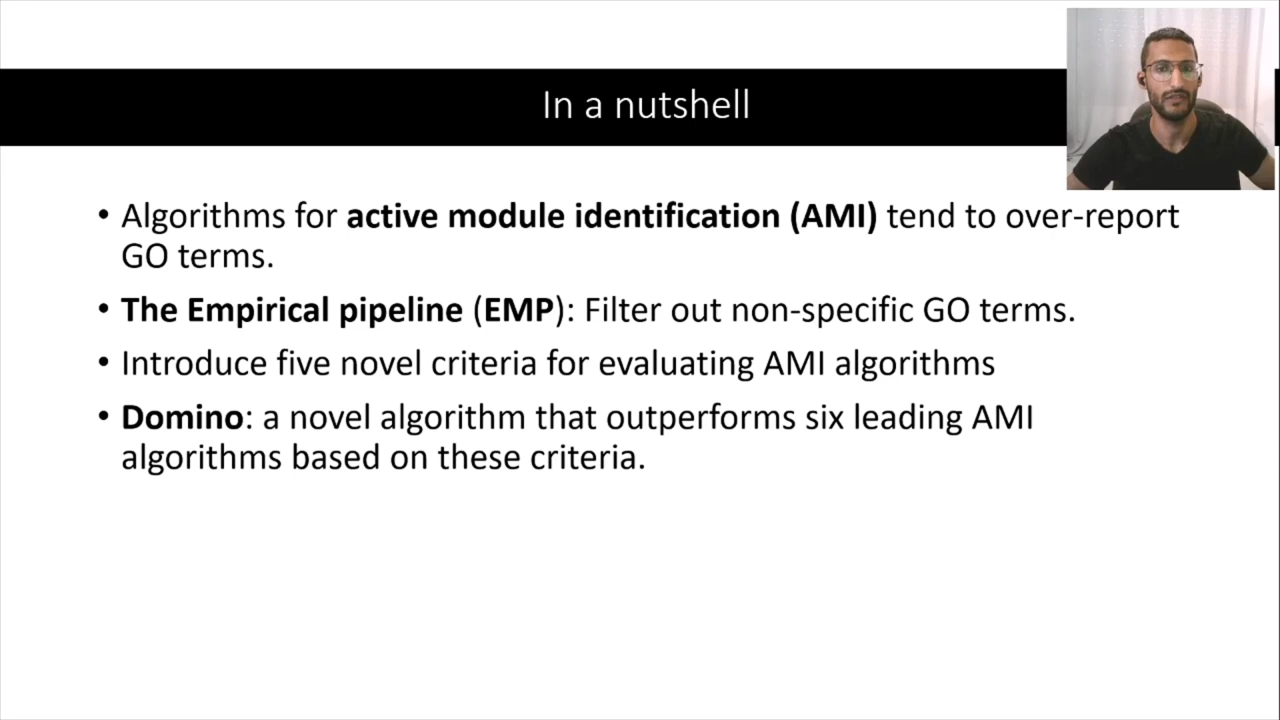 In a nutshell
• Algorithms for active module identification (AMI) tend to over-report
GO terms.
• The Empirical pipeline (EMP): Filter out non-specific GO terms.
• Introduce five novel criteria for evaluating AMI algorithms
• Domino: a novel algorithm that outperforms six leading AMI
algorithms based on these criteria.